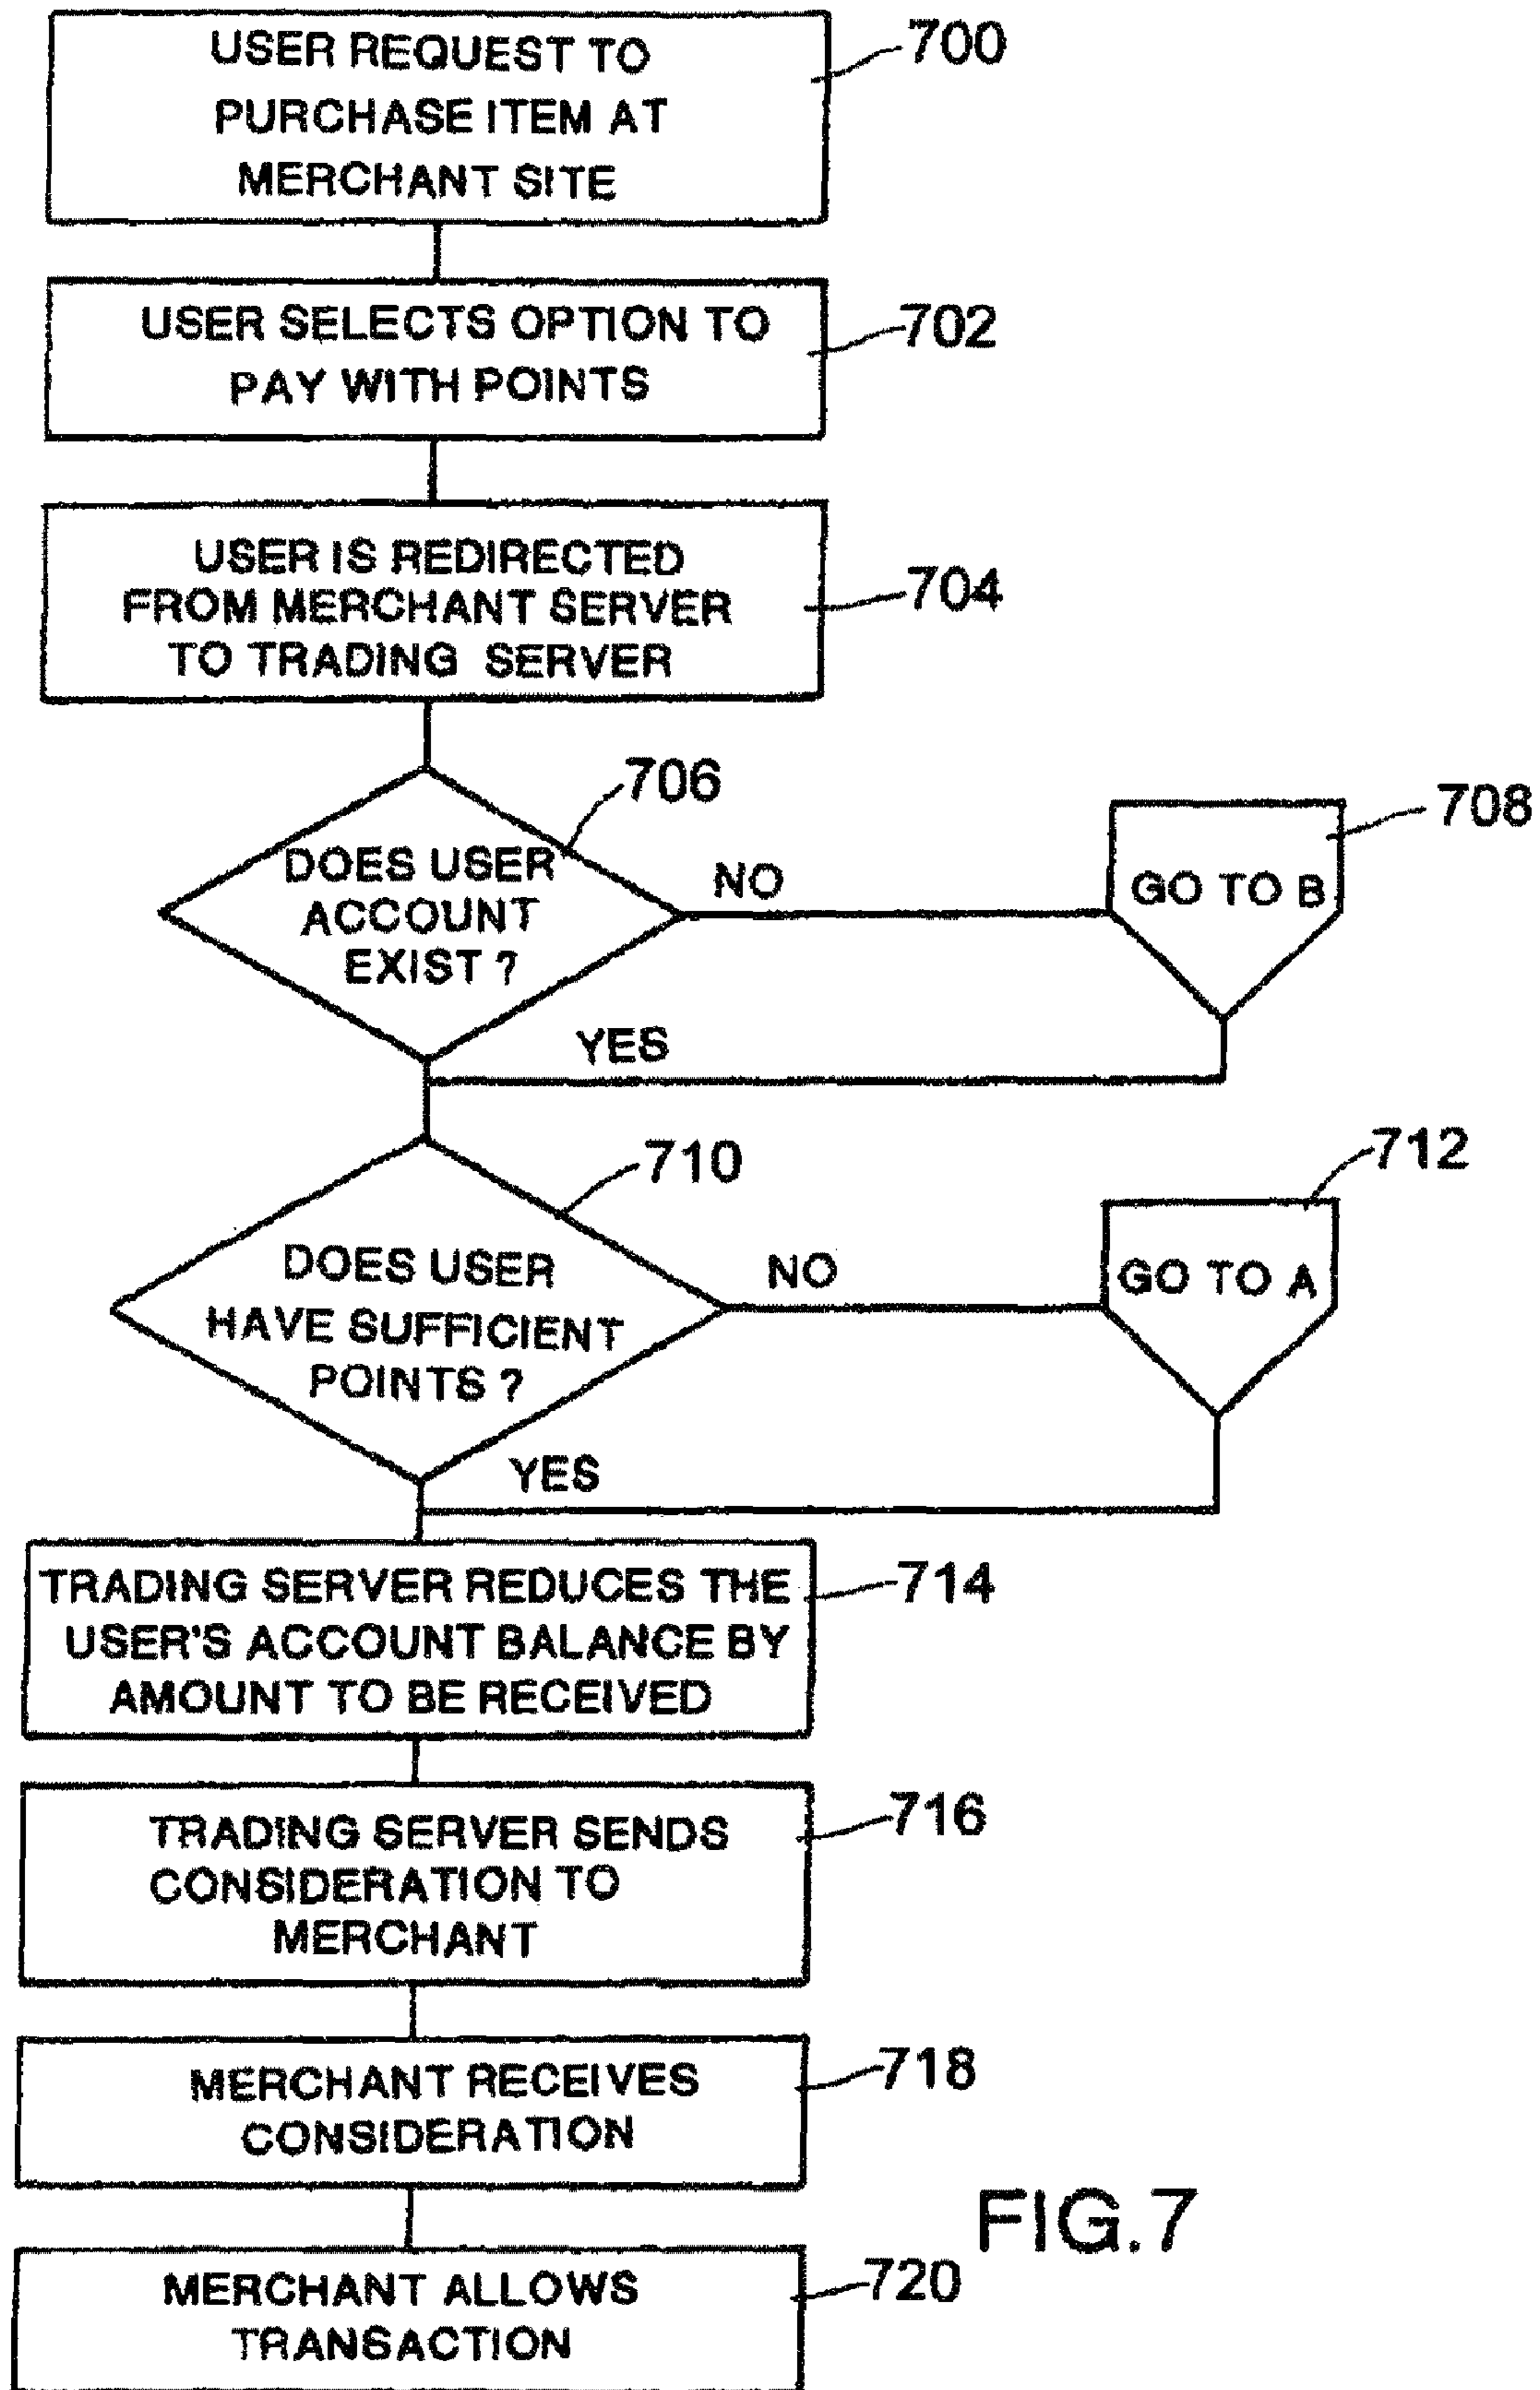 USER REQUEST TO
PURCHASE ITEM AT
MERCHANT SITE
700
USER SELECTS OPTION TO
PAY WITH POINTS
702
USER IS REDIRECTED
FROM MERCHANT SERVER
TO TRADING SERVER
704
706
DOES USER
ACCOUNT
EXIST ?
NO
708
GO TO B
YES
710
DOES USER
HAVE SUFFICIENT
POINTS ?
NO
712
GO TO A
YES
TRADING SERVER REDUCES THE
USER'S ACCOUNT BALANCE BY
AMOUNT TO BE RECEIVED
714
TRADING SERVER SENDS
CONSIDERATION TO
MERCHANT
716
MERCHANT RECEIVES
CONSIDERATION
718
MERCHANT ALLOWS
TRANSACTION
720
FIG.7